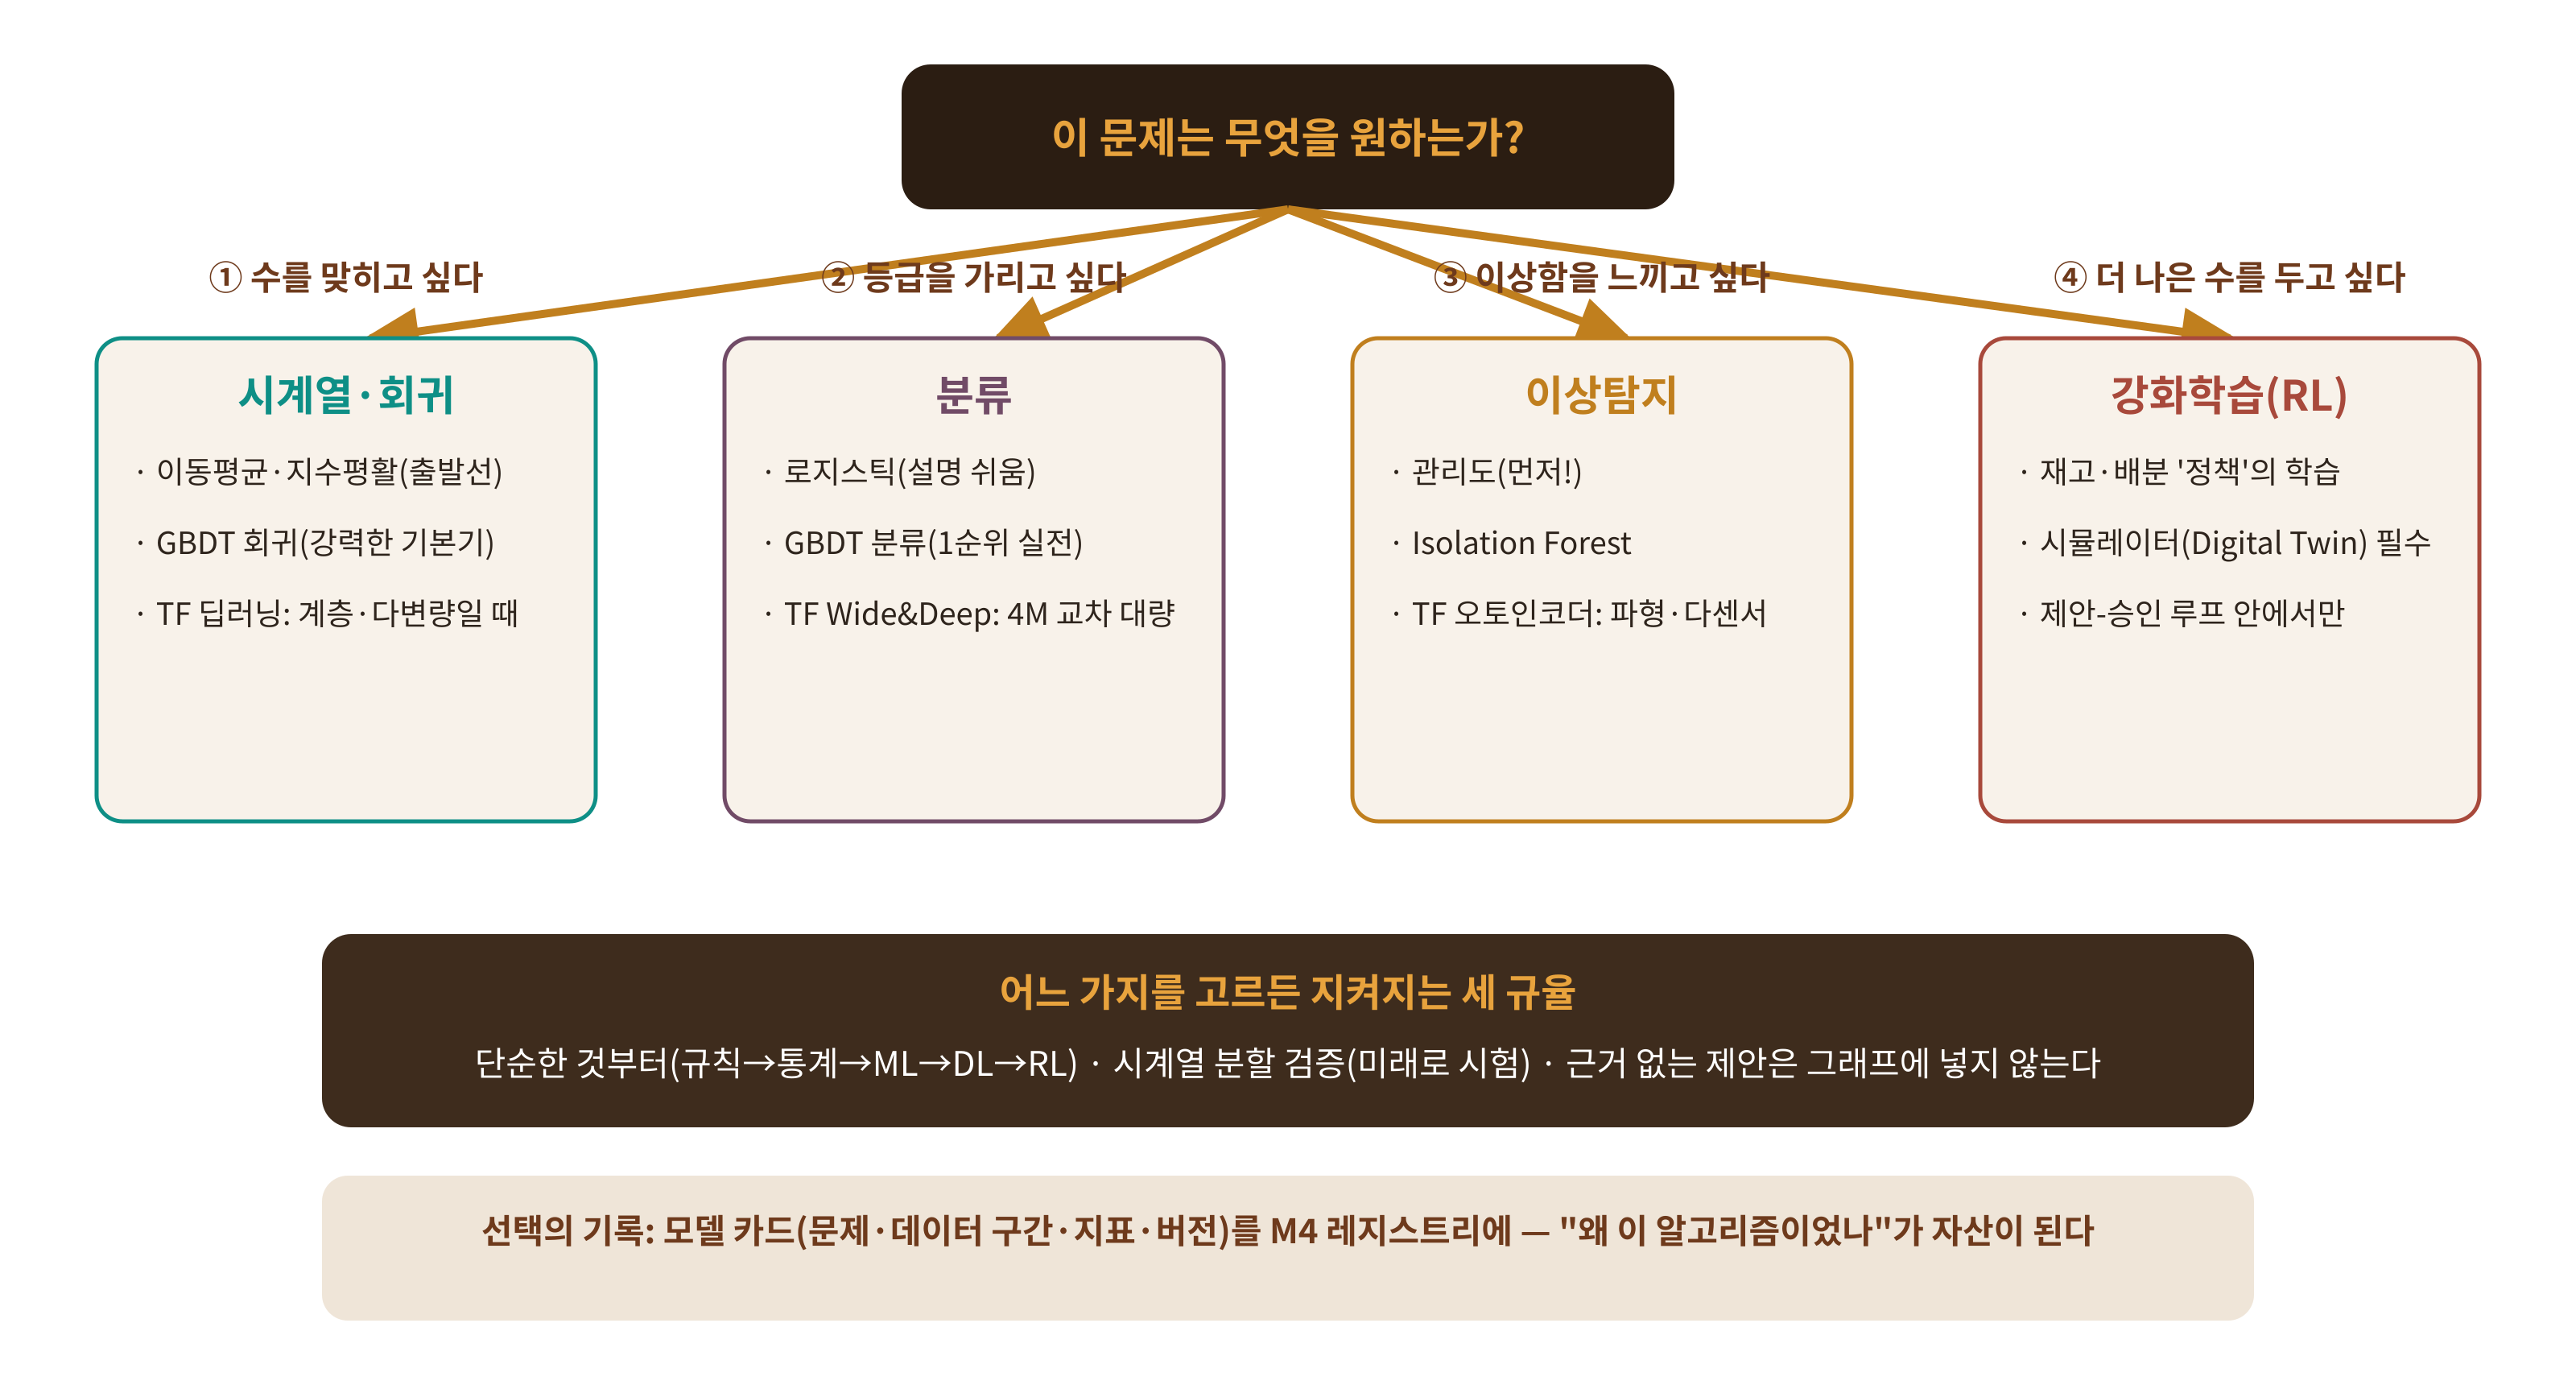 이 문제는 무엇을 원하는가?
① 수를 맞히고 싶다
② 등급을 가리고 싶다
③ 이상함을 느끼고 싶다
④ 더 나은 수를 두고 싶다
시계열·회귀
· 이동평균·지수평활(출발선)
· GBDT 회귀(강력한 기본기)
· TF 딥러닝: 계층·다변량일 때
분류
· 로지스틱(설명 쉬움)
· GBDT 분류(1순위 실전)
· TF Wide&Deep: 4M 교차 대량
이상탐지
· 관리도(먼저!)
· Isolation Forest
· TF 오토인코더: 파형·다센서
강화학습(RL)
· 재고·배분 '정책'의 학습
· 시뮬레이터(Digital Twin) 필수
· 제안-승인 루프 안에서만
어느 가지를 고르든 지켜지는 세 규율
단순한 것부터(규칙→통계→ML→DL→RL) · 시계열 분할 검증(미래로 시험) · 근거 없는 제안은 그래프에 넣지 않는다
선택의 기록: 모델 카드(문제·데이터 구간·지표·버전)를 M4 레지스트리에 — "왜 이 알고리즘이었나"가 자산이 된다